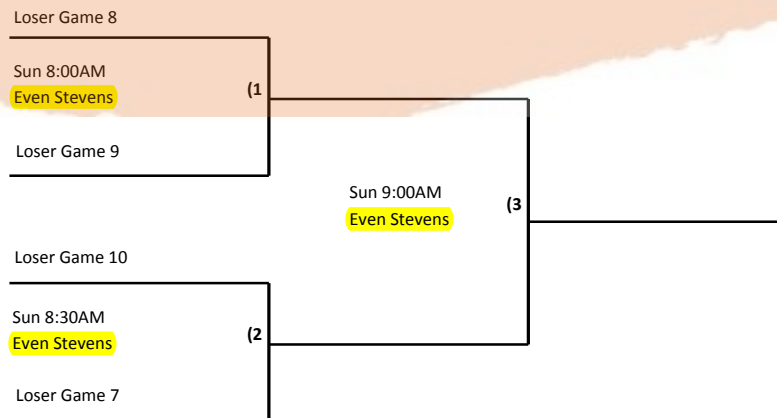 Loser Game 8
Sun 8:00AM
Even Stevens
(1
Loser Game 9
Sun 9:00AM
Even Stevens
(3
Loser Game 10
Sun 8:30AM
Even Stevens
(2
Loser Game 7